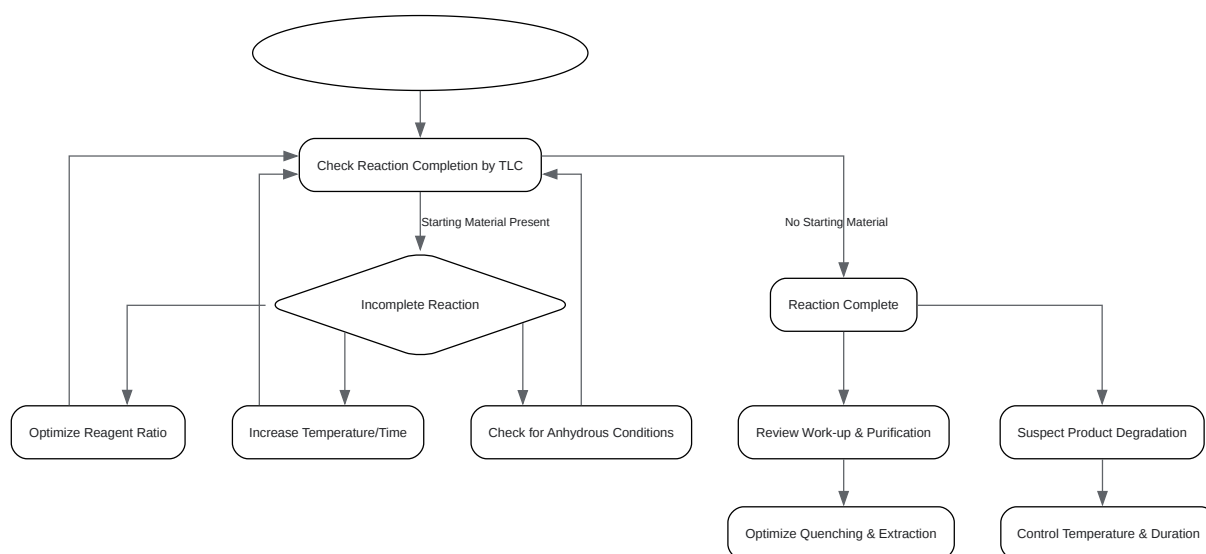 Check Reaction Completion by TLC
Starting Material Present
No Starting Material
Incomplete Reaction
Reaction Complete
Optimize Reagent Ratio
Increase Temperature/Time
Check for Anhydrous Conditions
Review Work-up & Purification
Suspect Product Degradation
Optimize Quenching & Extraction
Control Temperature & Duration